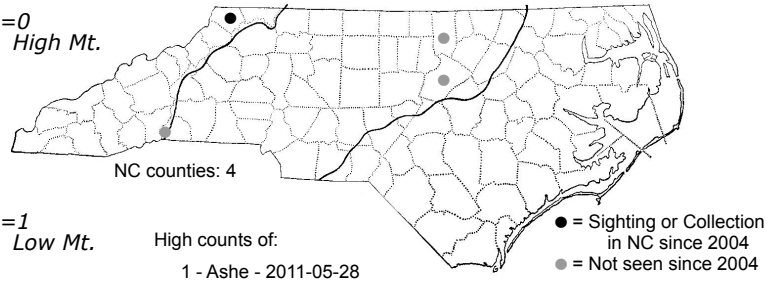 =0
High Mt.
NC counties: 4
=1
Low Mt.
High counts of:
1 - Ashe - 2011-05-28
= Sighting or Collection
in NC since 2004
= Not seen since 2004